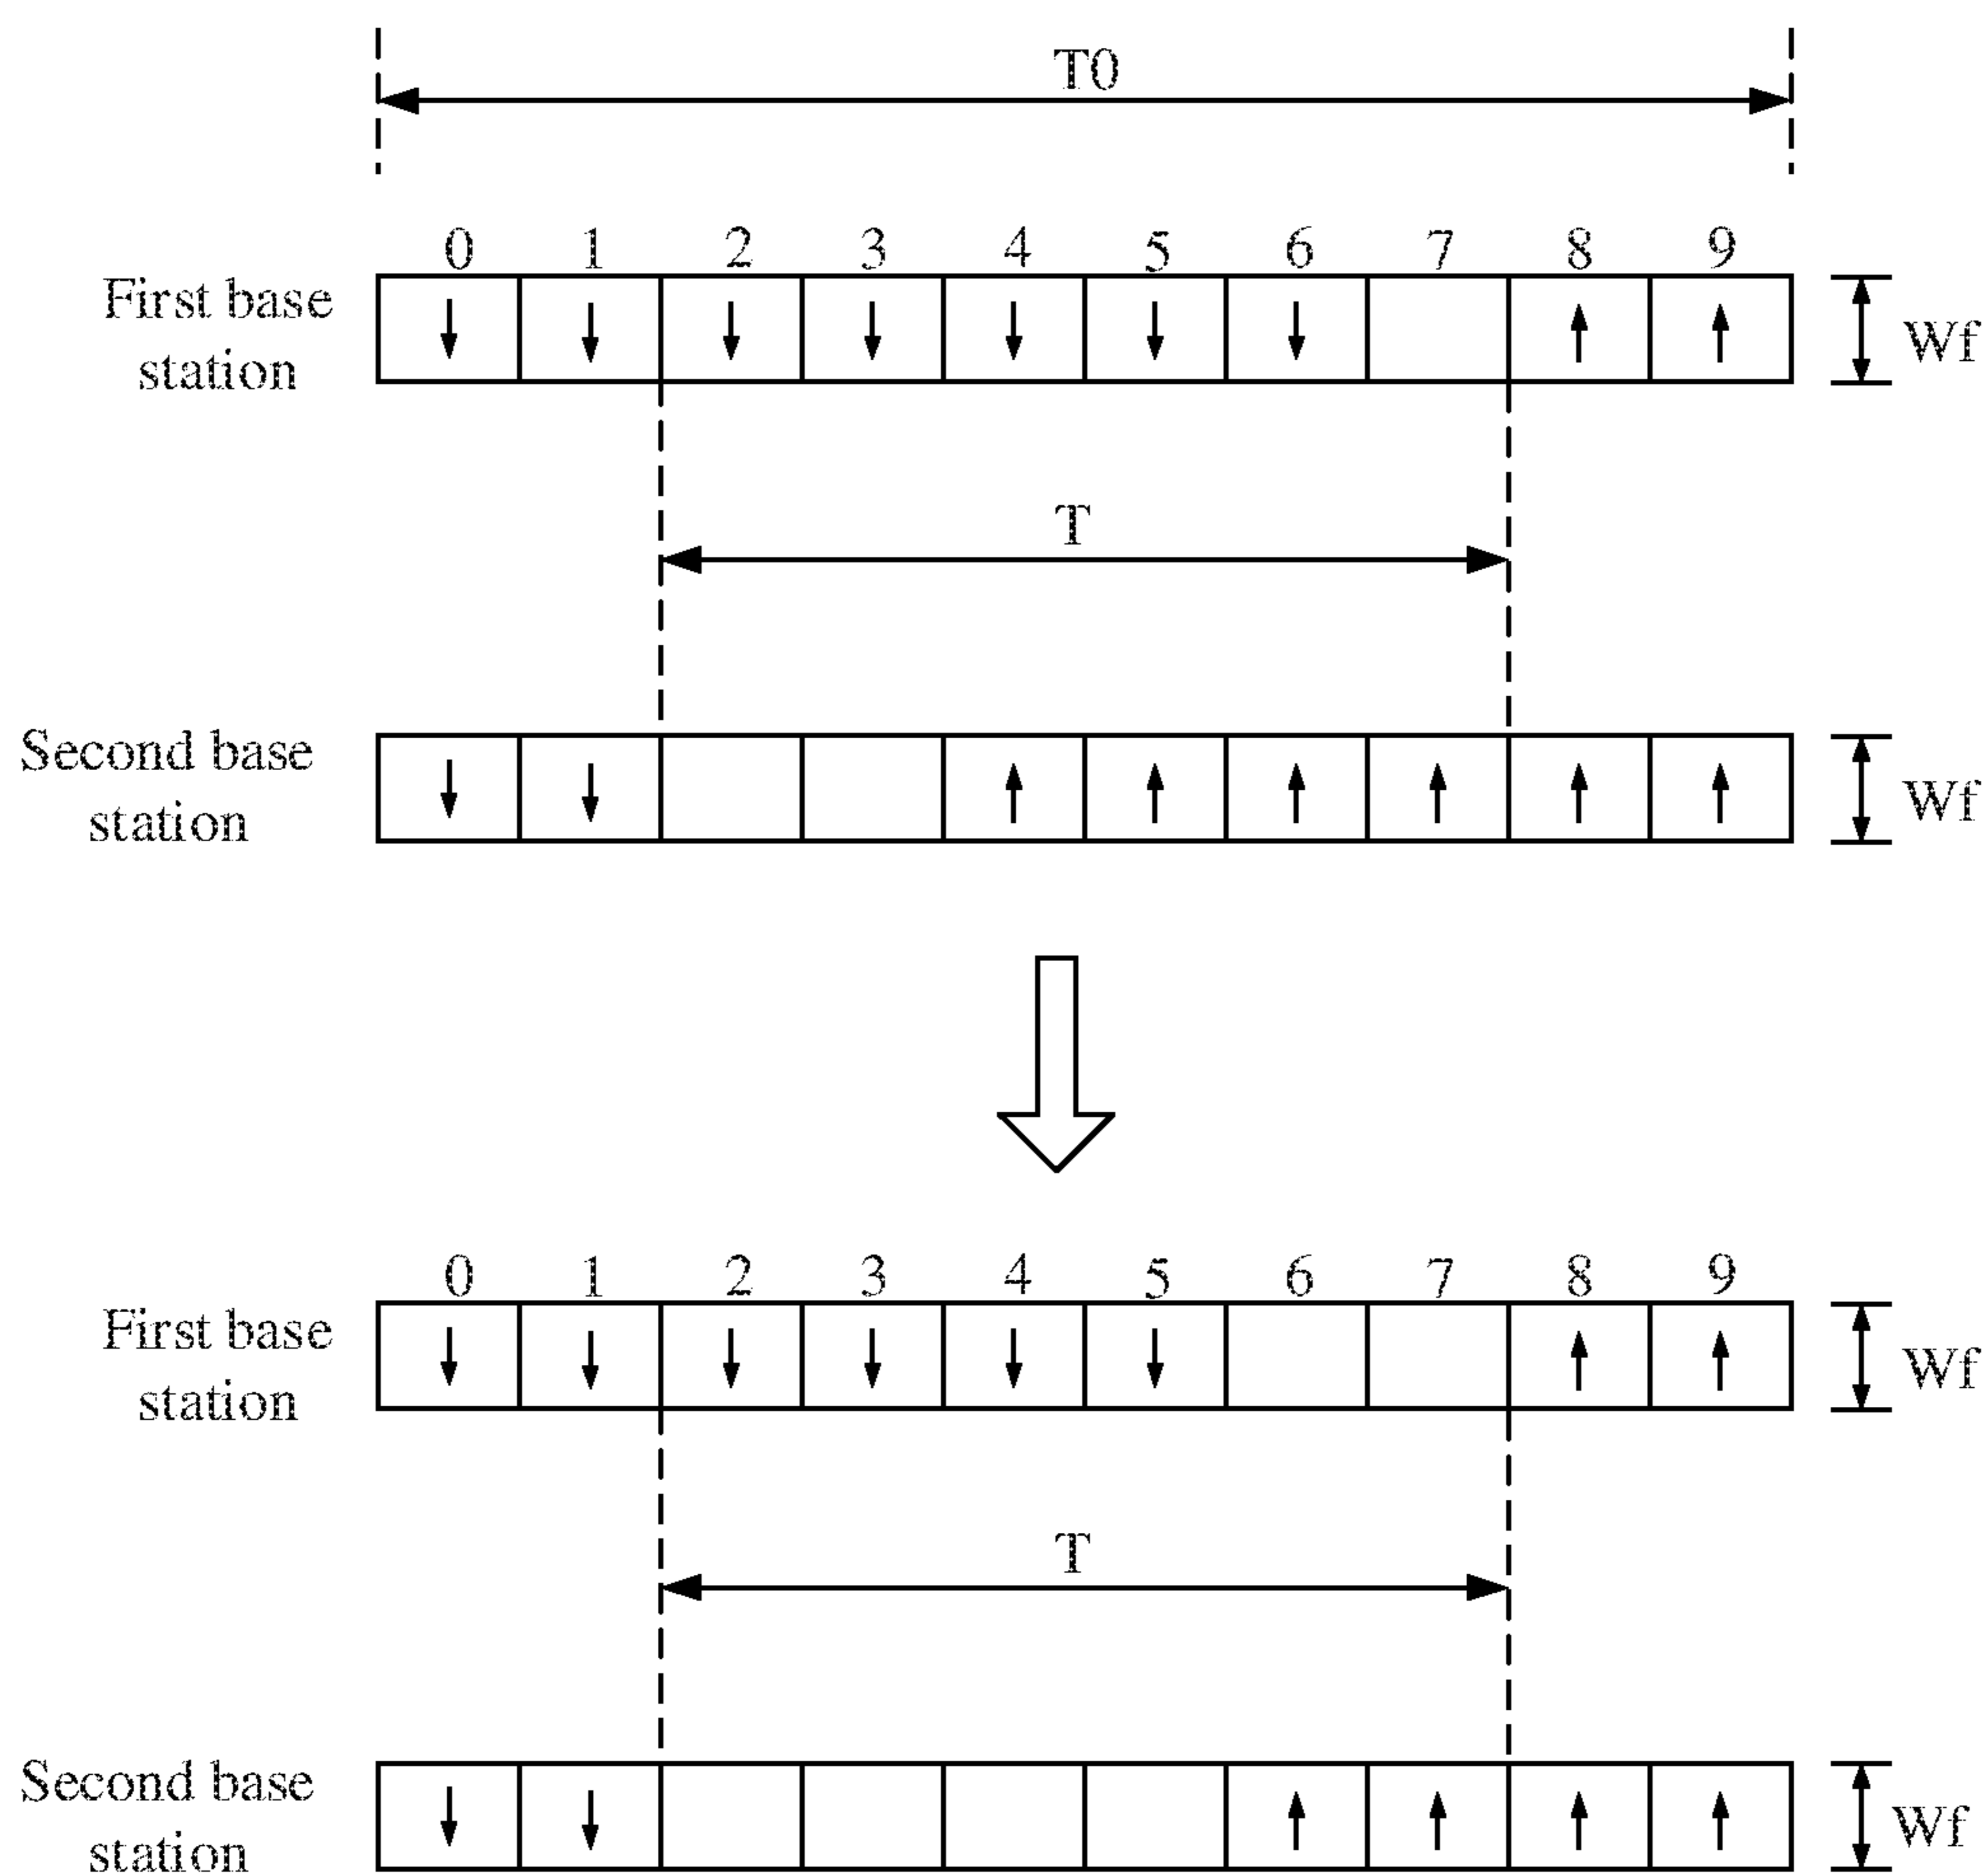 T0
0 1 2 3 4 5 6 7 8 9
First base
station
Wf
T
Second base
station
Wf
0 1 2 3 4 5 6 7 8 9
First base
station
Wf
T
Second base
station
Wf